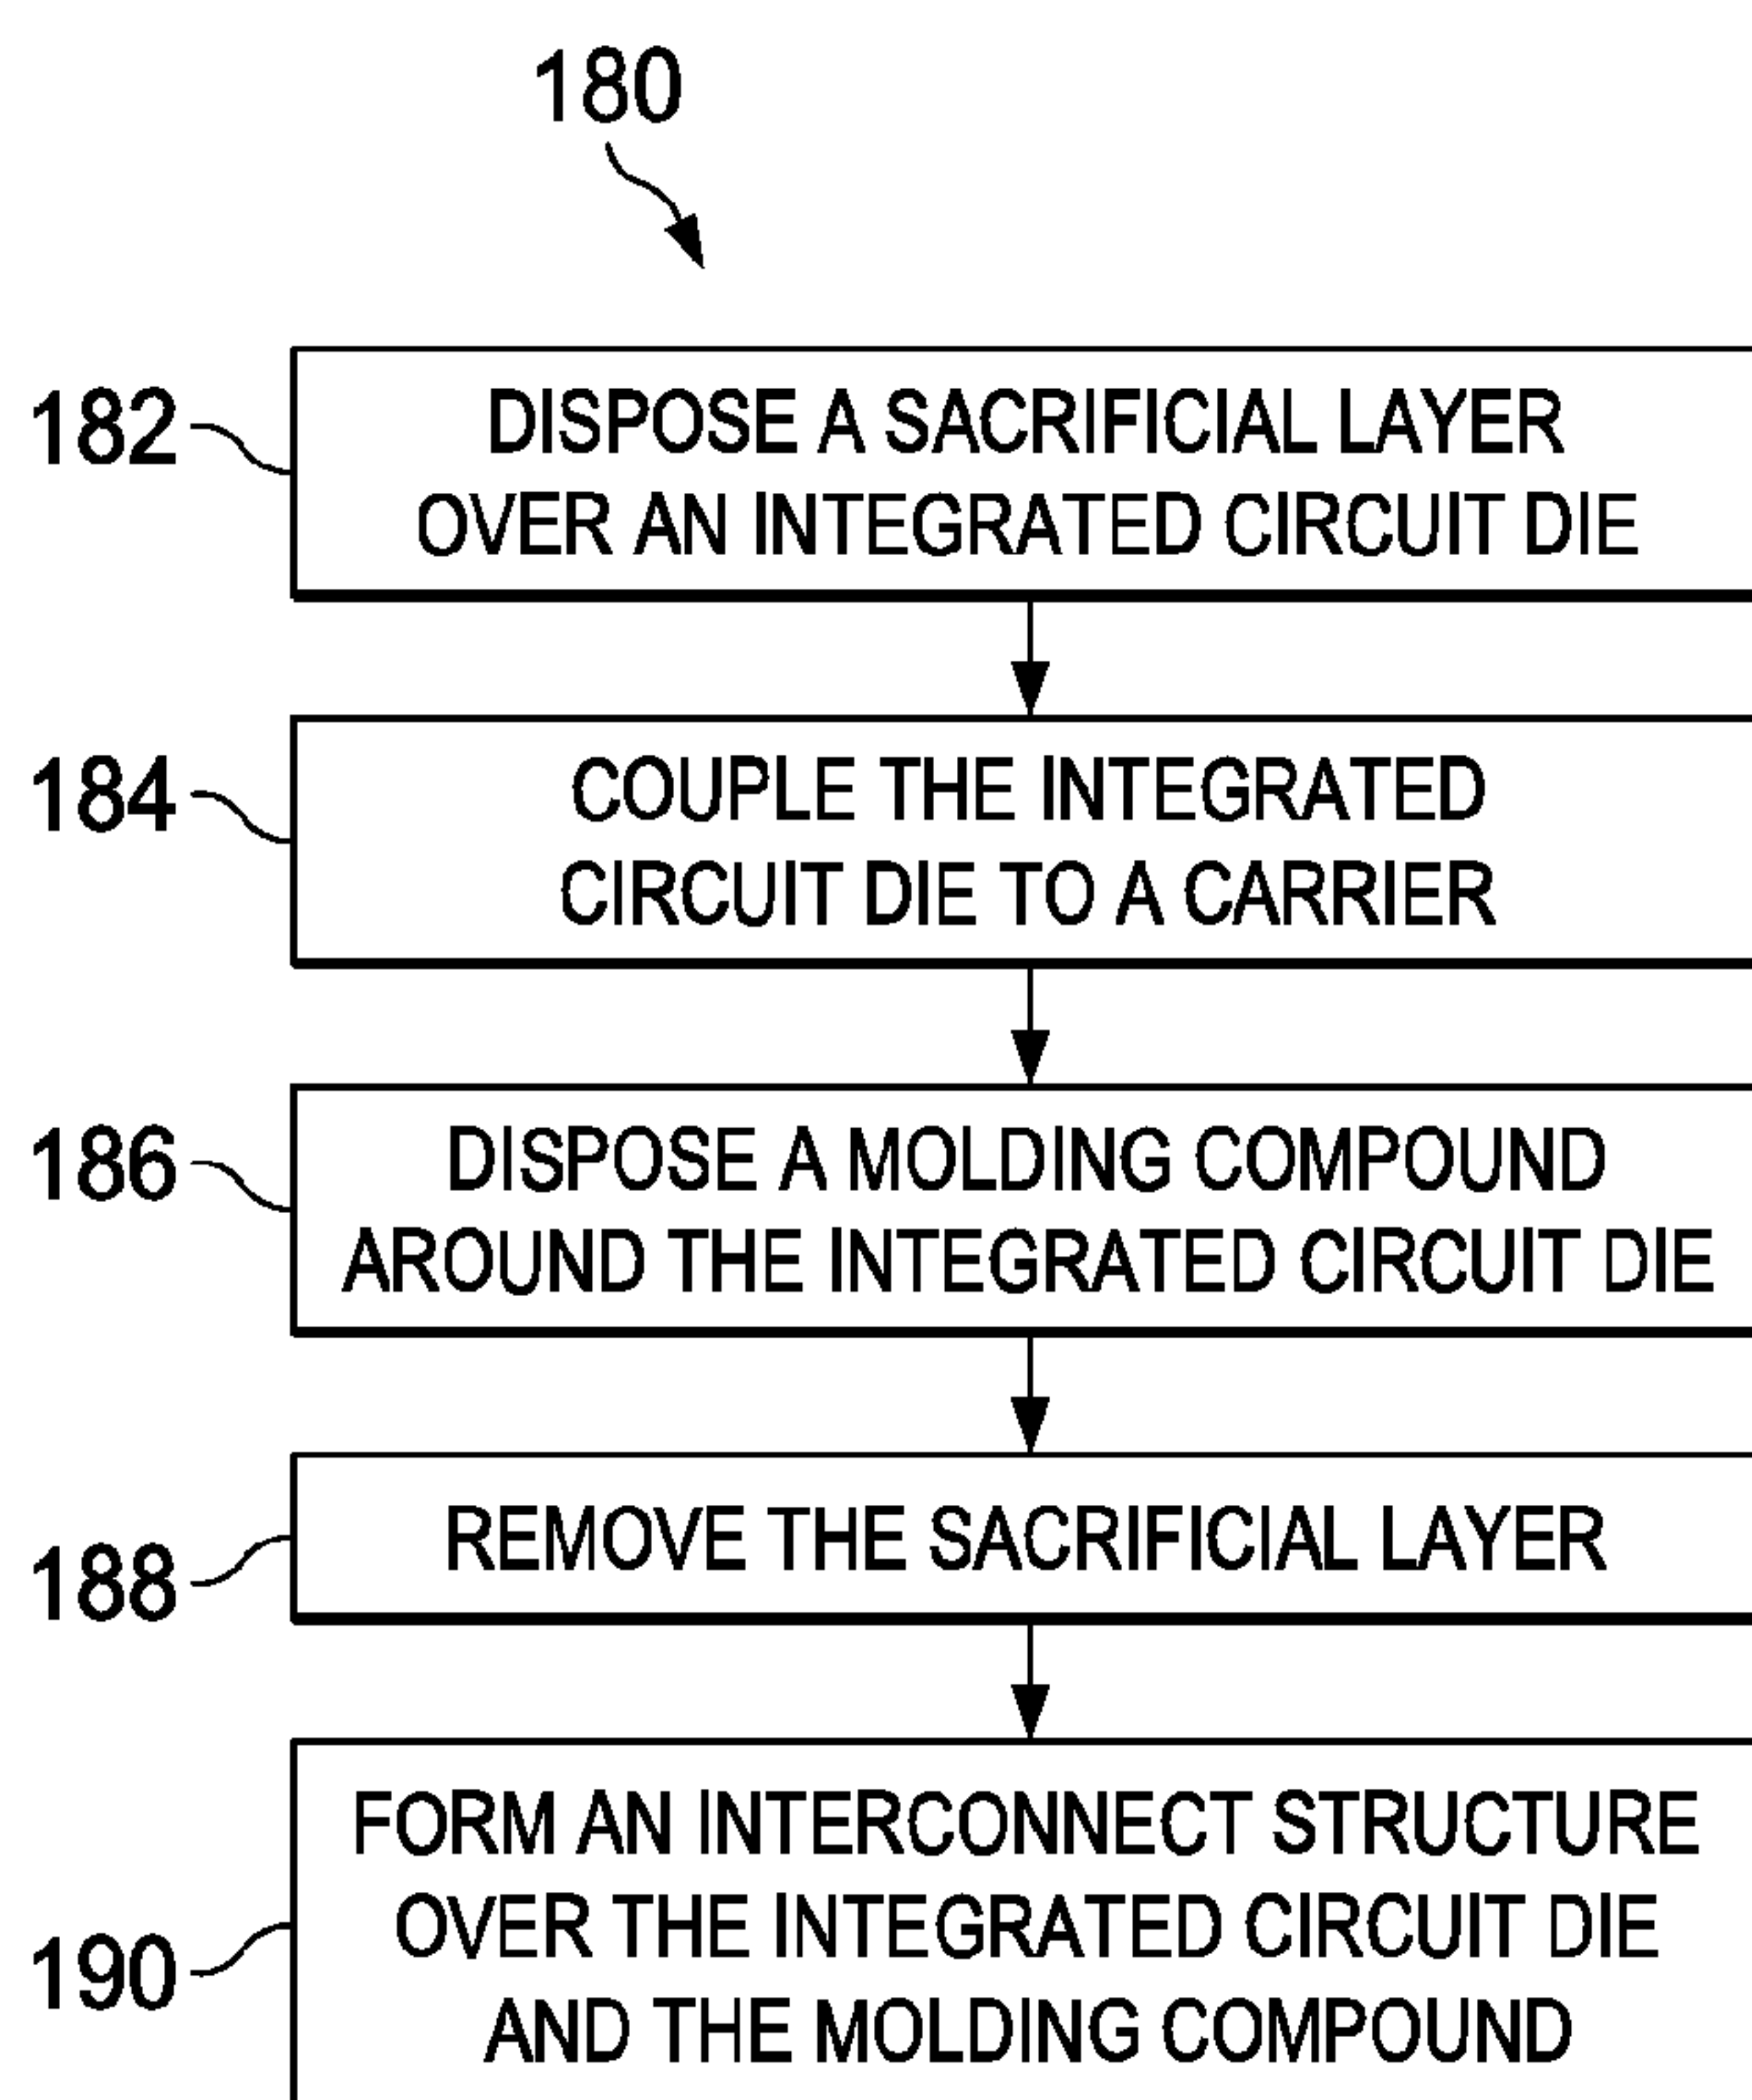 180
182
DISPOSE A SACRIFICIAL LAYER
OVER AN INTEGRATED CIRCUIT DIE
184
COUPLE THE INTEGRATED
CIRCUIT DIE TO A CARRIER
186
DISPOSE A MOLDING COMPOUND
AROUND THE INTEGRATED CIRCUIT DIE
188
REMOVE THE SACRIFICIAL LAYER
190
FORM AN INTERCONNECT STRUCTURE
OVER THE INTEGRATED CIRCUIT DIE
AND THE MOLDING COMPOUND